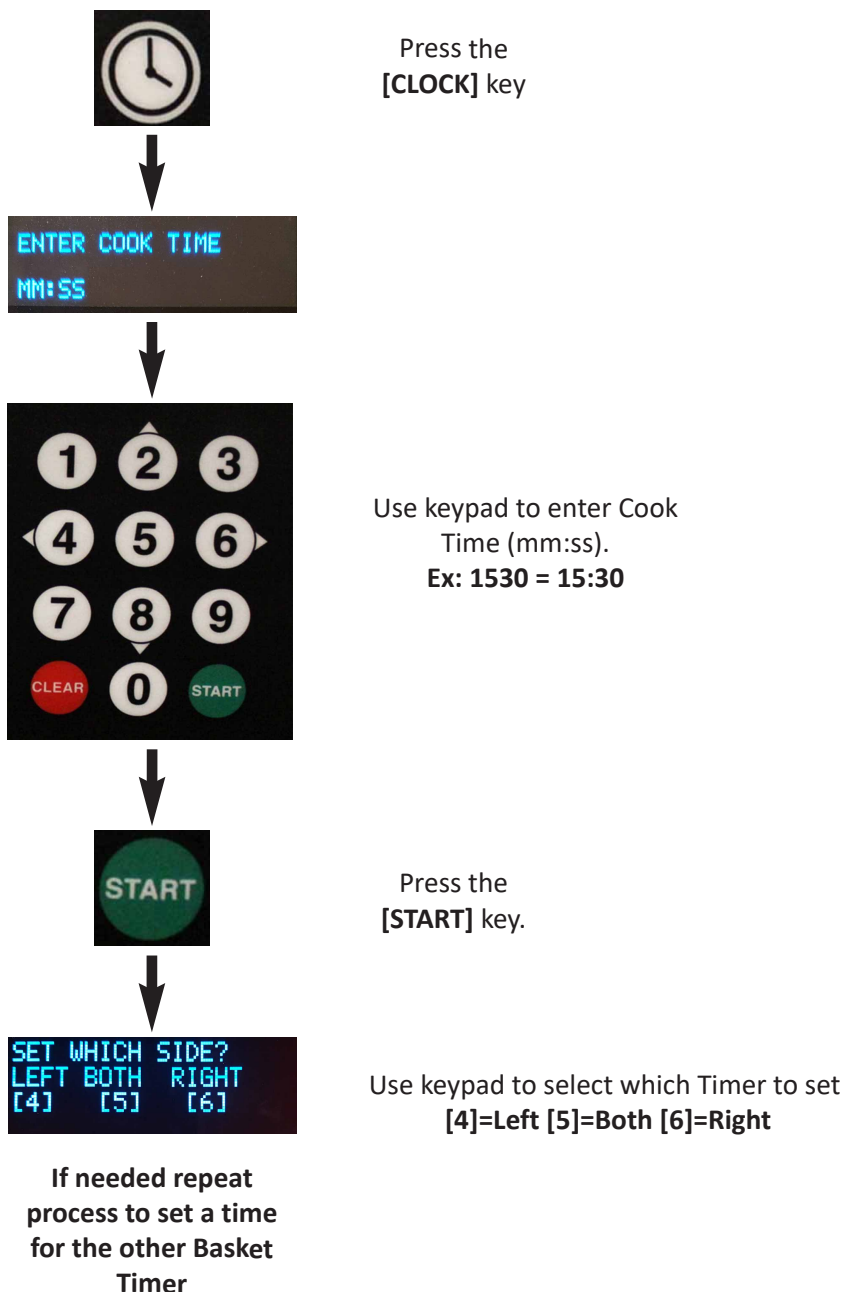 Press the
[CLOCK] key
ENTER COOK TIME
MM:SS
1 2 3
4 5 6
7 8 9
CLEAR 0 START
Use keypad to enter Cook
Time (mm:ss).
Ex: 1530 = 15:30
START
Press the
[START] key.
SET WHICH SIDE?
LEFT BOTH RIGHT
[4] [5] [6]
Use keypad to select which Timer to set
[4]=Left [5]=Both [6]=Right
If needed repeat
process to set a time
for the other Basket
Timer